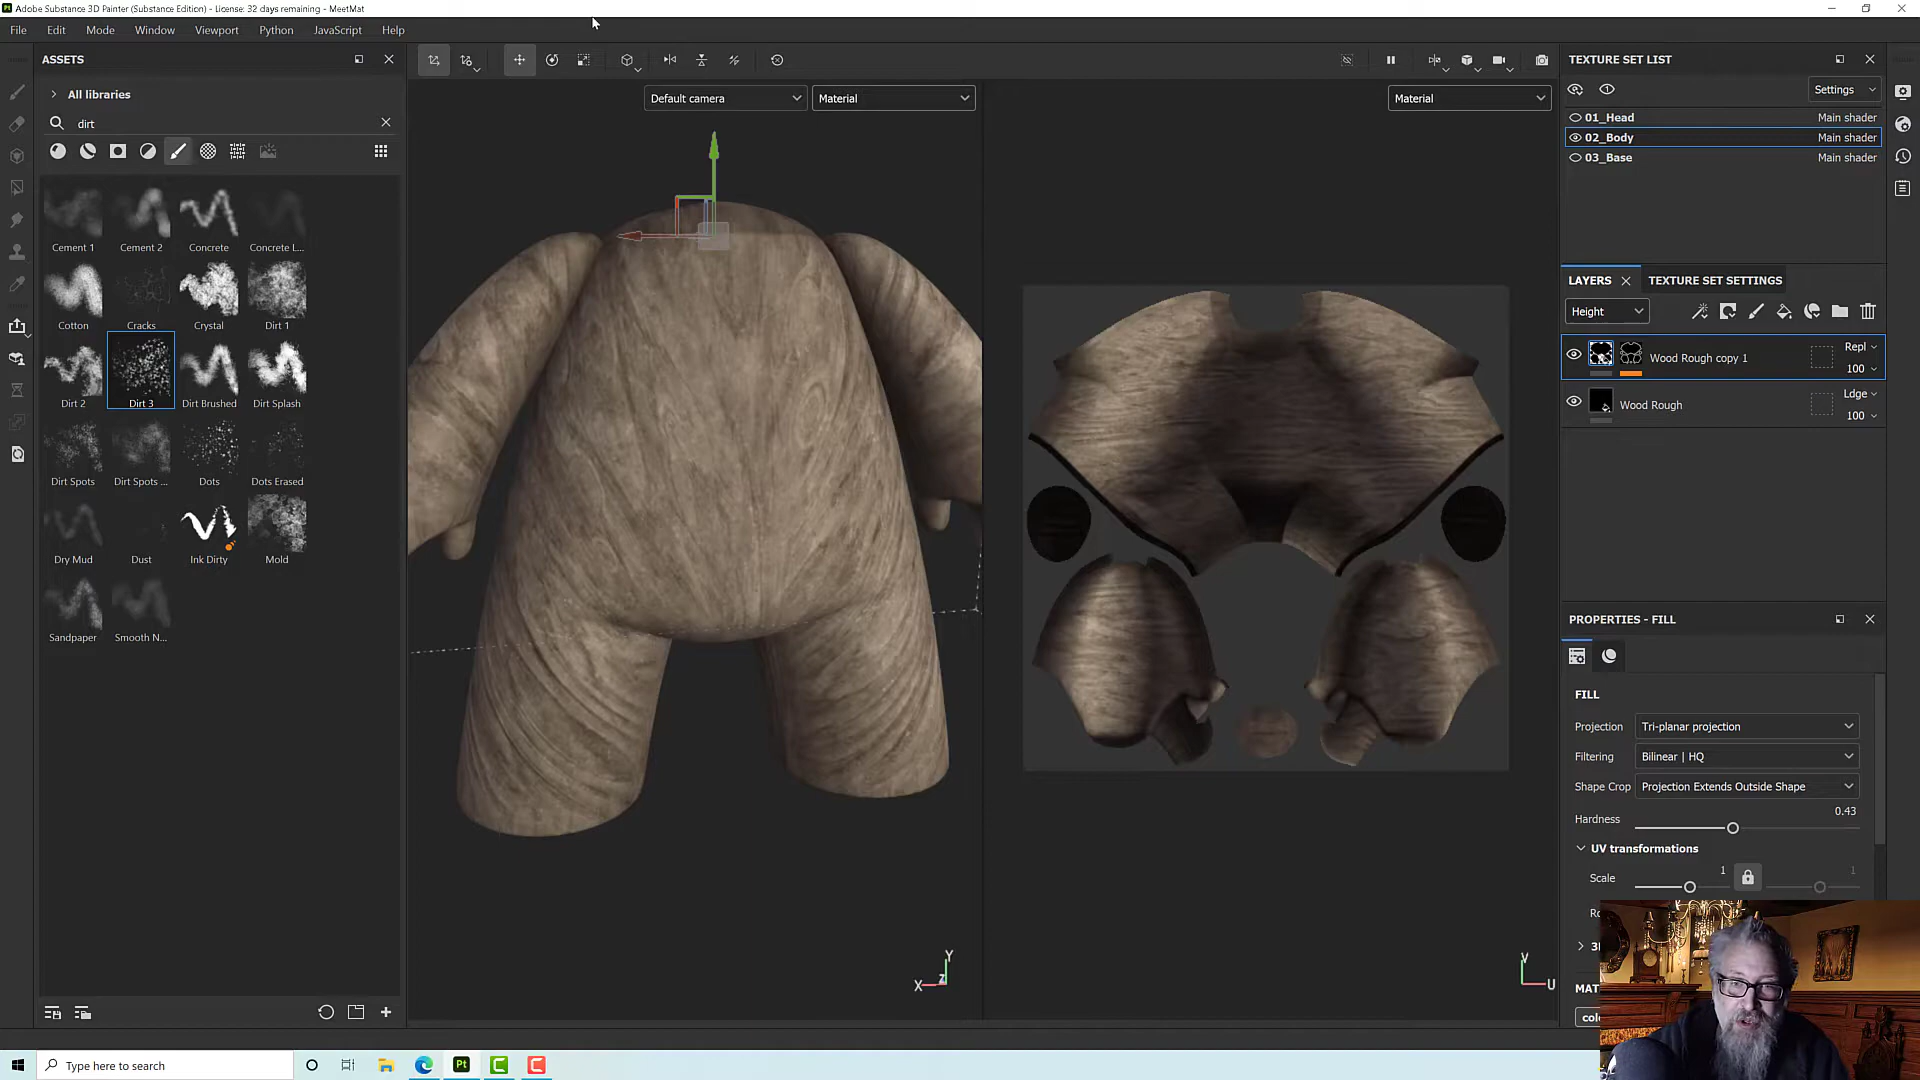 Adobe Substance 3D Painter (Substance Edition) - License: 32 days remaining - MeetMat
File Edit Mode Window Viewport Python JavaScript Help
ASSETS
All libraries
dirt
Cement 1 Cement 2 Concrete Concrete L...
Cotton Cracks Crystal Dirt 1
Dirt 2 Dirt 3 Dirt Brushed Dirt Splash
Dirt Spots Dirt Spots ... Dots Dots Erased
Dry Mud Dust Ink Dirty Mold
Sandpaper Smooth N...
Default camera Material
Material
Y
X Z
V
U
TEXTURE SET LIST
Settings
01_Head Main shader
02_Body Main shader
03_Base Main shader
LAYERS TEXTURE SET SETTINGS
Height
Wood Rough copy 1 Repl 100
Wood Rough Ldge 100
PROPERTIES - FILL
FILL
Projection Tri-planar projection
Filtering Bilinear | HQ
Shape Crop Projection Extends Outside Shape
Hardness 0.43
UV transformations
Scale 1 1
Type here to search
Pt